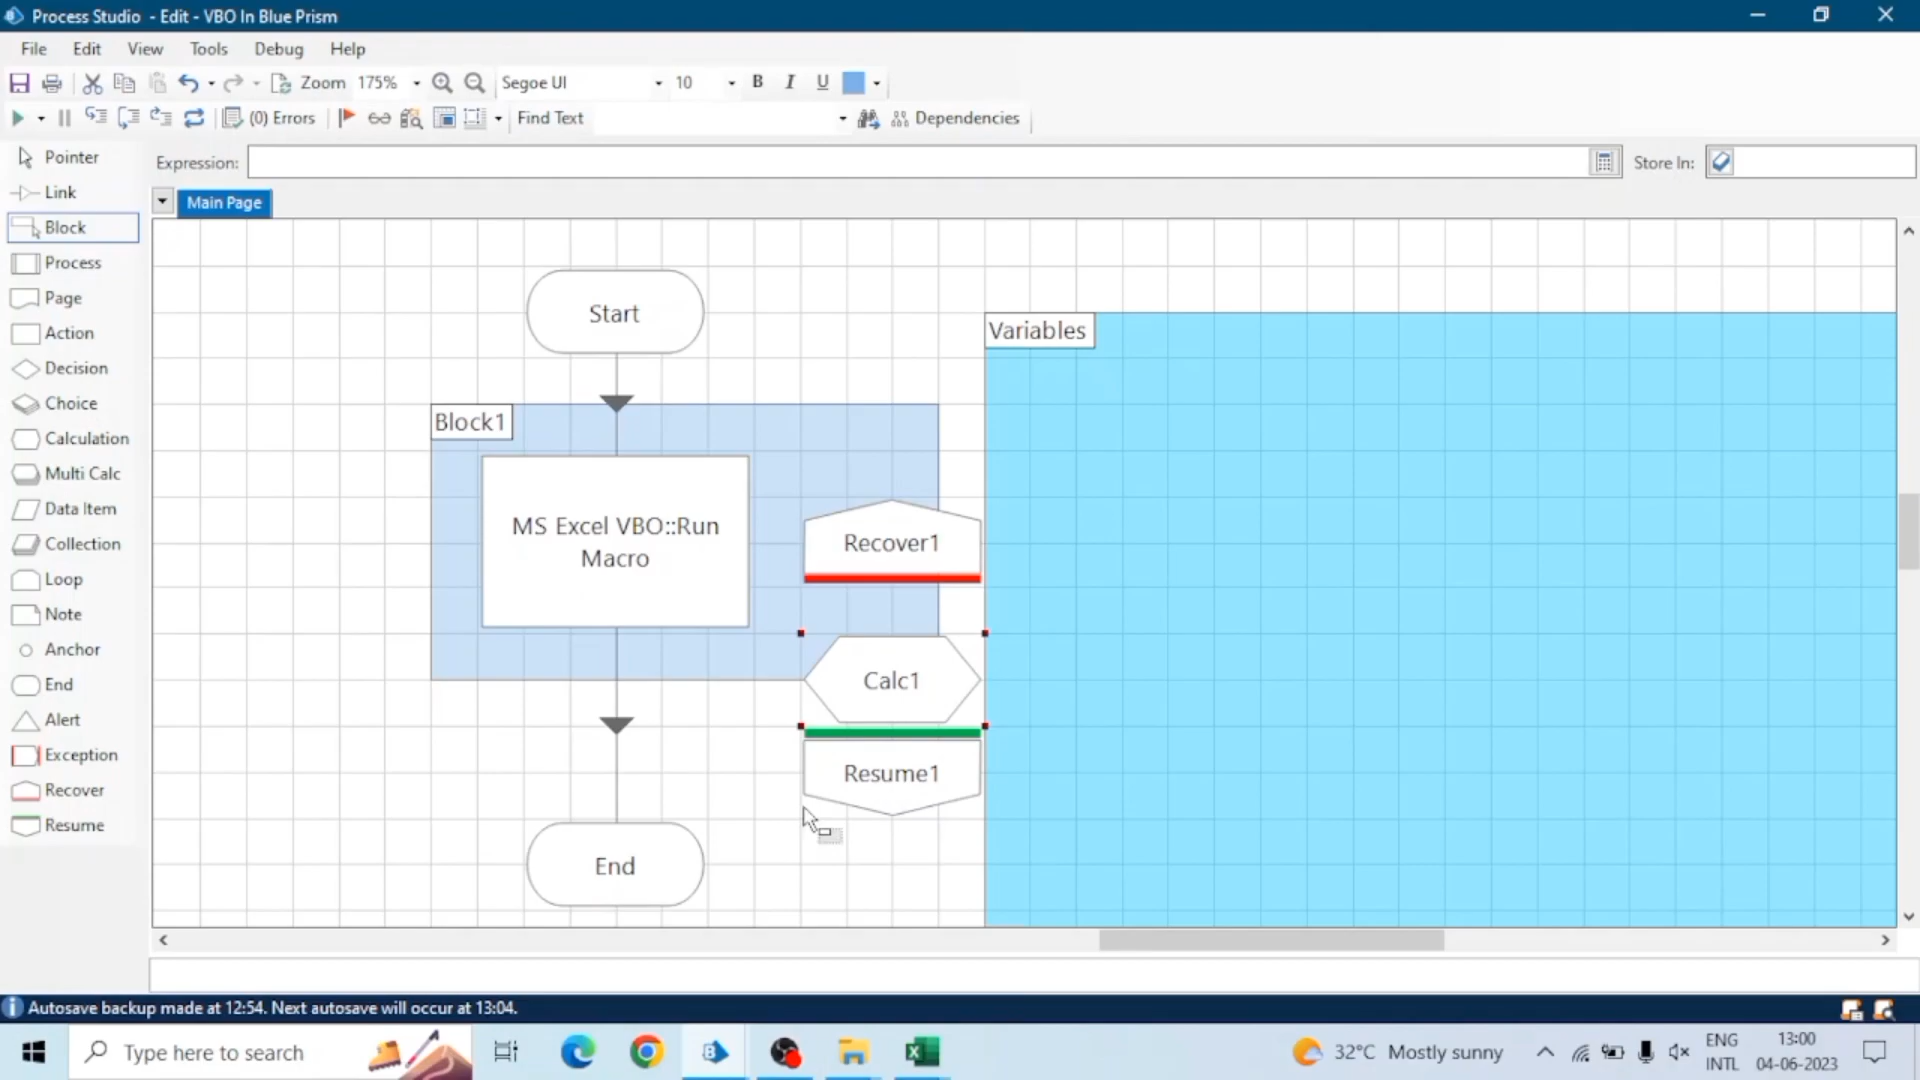 Process Studio - Edit - VBO In Blue Prism
File Edit View Tools Debug Help
Zoom 175% Segoe UI 10 B I U
(0) Errors Find Text Dependencies
Pointer
Link
Block
Process
Page
Action
Decision
Choice
Calculation
Multi Calc
Data Item
Collection
Loop
Note
Anchor
End
Alert
Exception
Recover
Resume
Expression: Store In:
Main Page
Start
Variables
Block1
MS Excel VBO::Run
Macro
Recover1
Calc1
Resume1
End
Autosave backup made at 12:54. Next autosave will occur at 13:04.
Type here to search
32°C Mostly sunny
ENG
INTL
13:00
04-06-2023